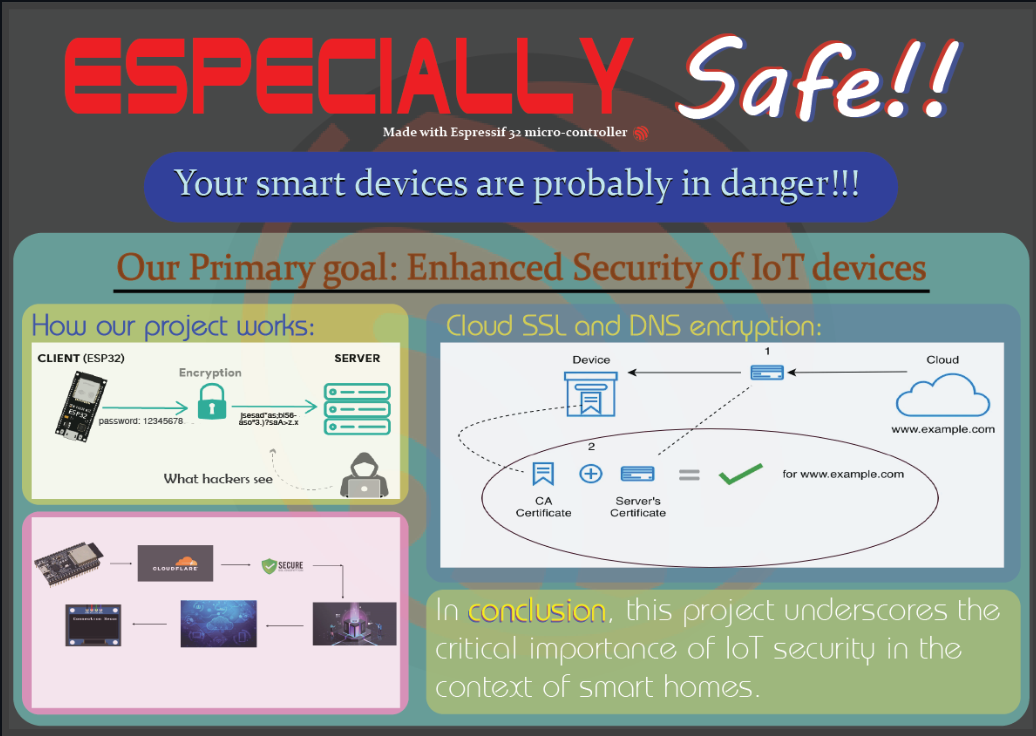 ESPECIALLY Safe!!
Made with Espressif 32 micro-controller
Your smart devices are probably in danger!!!
Our Primary goal: Enhanced Security of IoT devices
How our project works:
CLIENT (ESP32)
SERVER
Encryption
password: 12345678
What hackers see
Cloud SSL and DNS encryption:
Device
1
Cloud
www.example.com
2
CA
Certificate
Server's
Certificate
for www.example.com
CLOUDFLARE
SECURE
In conclusion, this project underscores the
critical importance of IoT security in the
context of smart homes.